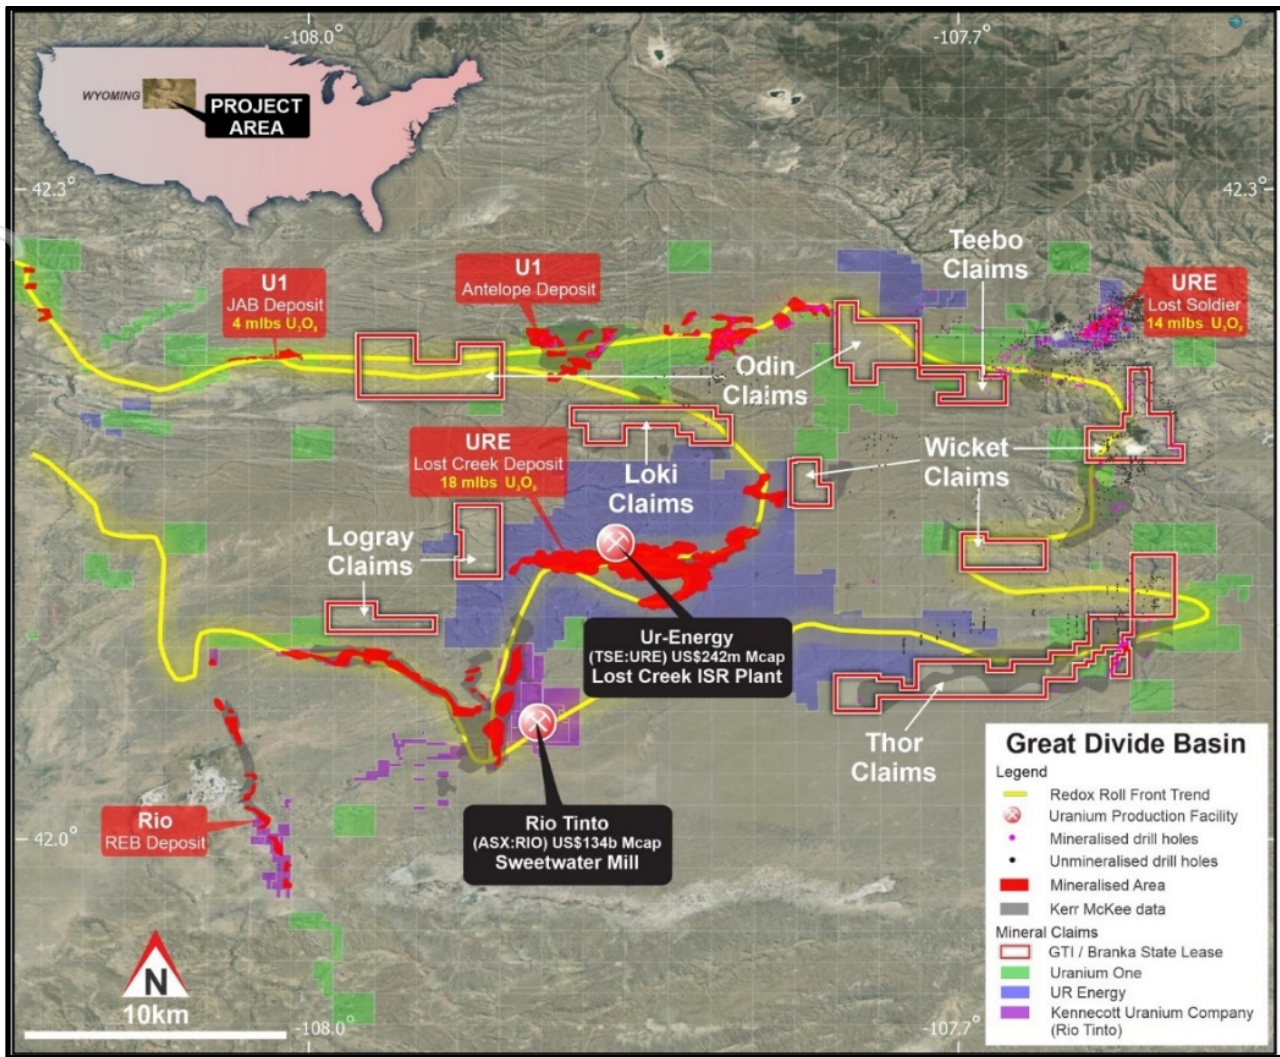 -108.0°
-107.7°
WYOMING
PROJECT
AREA
42.3°
42.3°
Teebo
Claims
U1
JAB Deposit
4 mlbs U₃O₈
U1
Antelope Deposit
URE
Lost Soldier
14 mlbs U₃O₈
Odin
Claims
URE
Lost Creek Deposit
18 mlbs U₃O₈
Loki
Claims
Wicket
Claims
Logray
Claims
Ur-Energy
(TSE:URE) US$242m Mcap
Lost Creek ISR Plant
Thor
Claims
Rio
REB Deposit
Rio Tinto
(ASX:RIO) US$134b Mcap
Sweetwater Mill
42.0°
N
10km
-108.0°
-107.7°
Great Divide Basin
Legend
Redox Roll Front Trend
Uranium Production Facility
Mineralised drill holes
Unmineralised drill holes
Mineralised Area
Kerr McKee data
Mineral Claims
GTI / Branka State Lease
Uranium One
UR Energy
Kennecott Uranium Company
(Rio Tinto)